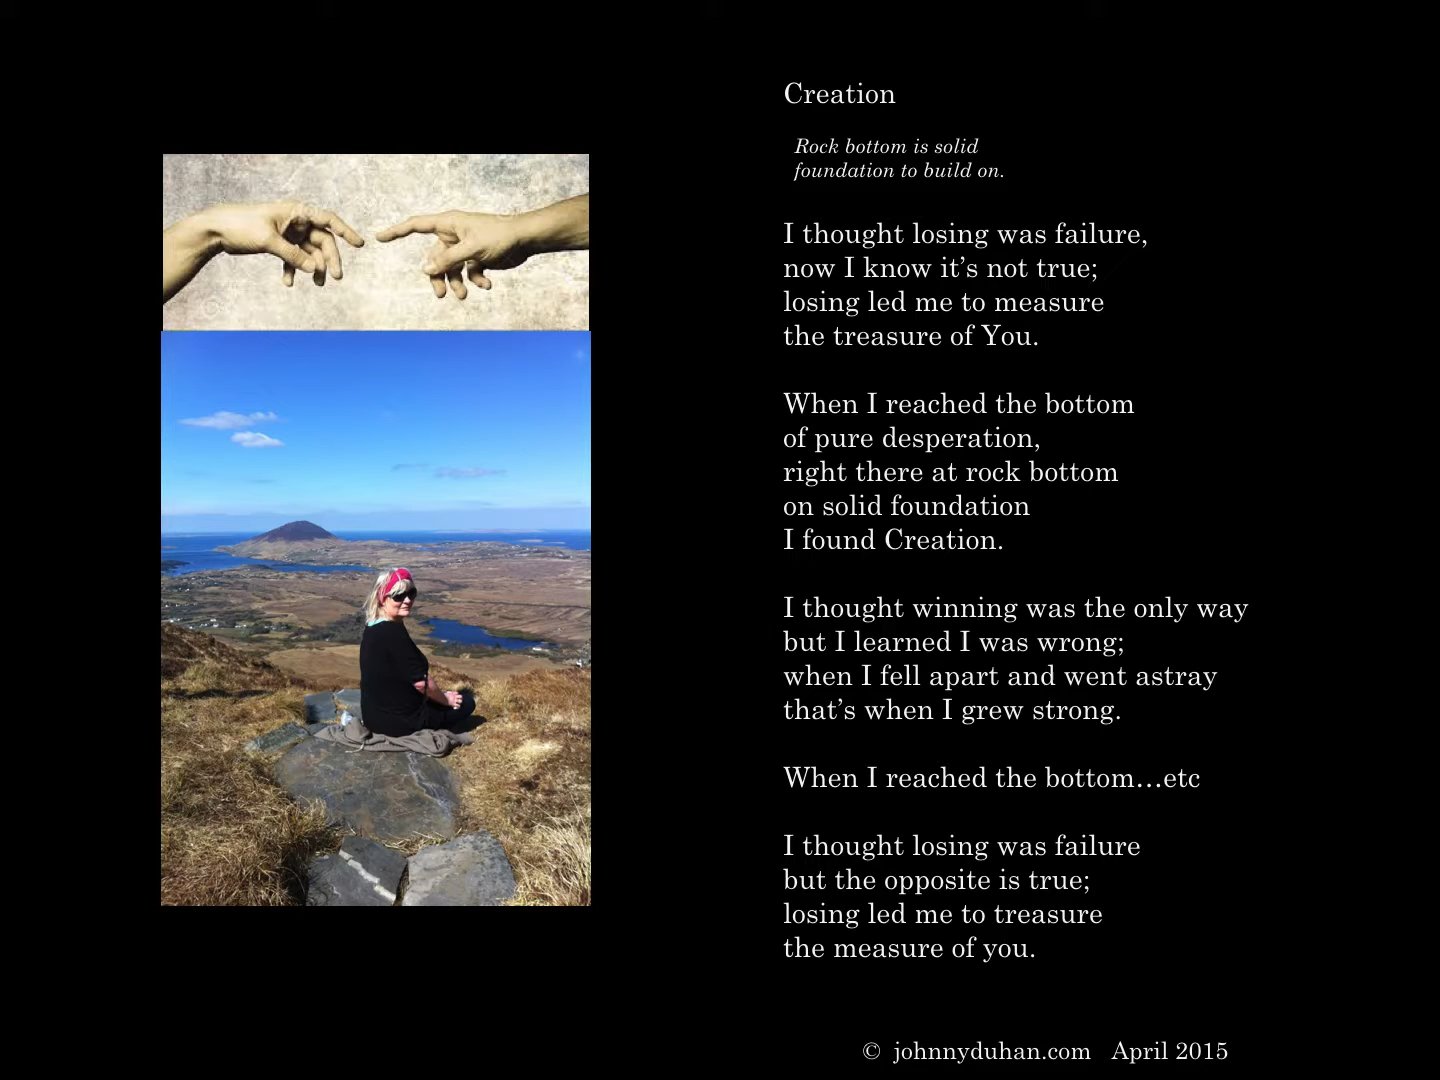 Creation
Rock bottom is solid
foundation to build on.
I thought losing was failure,
now I know it’s not true;
losing led me to measure
the treasure of You.
When I reached the bottom
of pure desperation,
right there at rock bottom
on solid foundation
I found Creation.
I thought winning was the only way
but I learned I was wrong;
when I fell apart and went astray
that’s when I grew strong.
When I reached the bottom…etc
I thought losing was failure
but the opposite is true;
losing led me to treasure
the measure of you.
© johnnyduhan.com April 2015